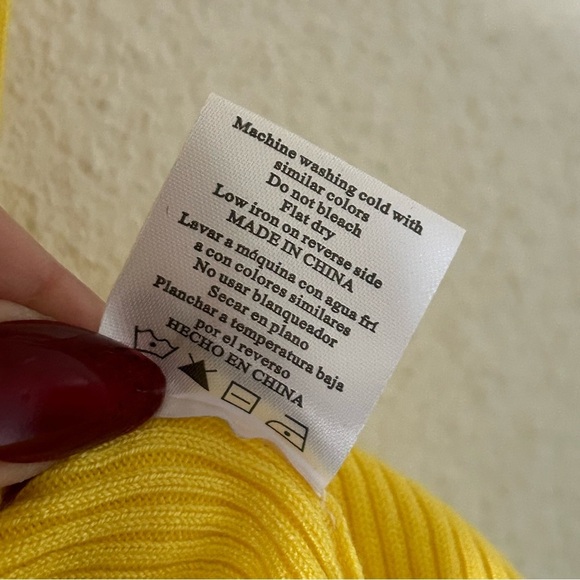 Machine washing cold with
similar colors
Do not bleach
Flat dry
Low iron on reverse side
MADE IN CHINA
Lavar a móquina con agua frí
a con colores similares
No usar blanqueador
Secar en plano
Planchar a temperatura baja
por el reverso
HECHO EN CHINA